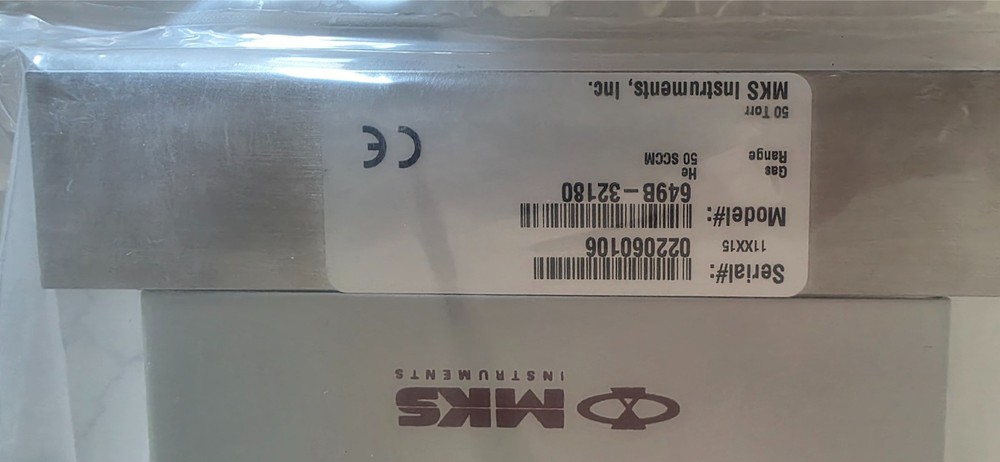 MKS
INSTRUMENTS
Serial#: 022060106
11XX15
Model#: 649B-32180
Gas He
Range 50 SCCM
50 Torr
MKS Instruments, Inc.
CE